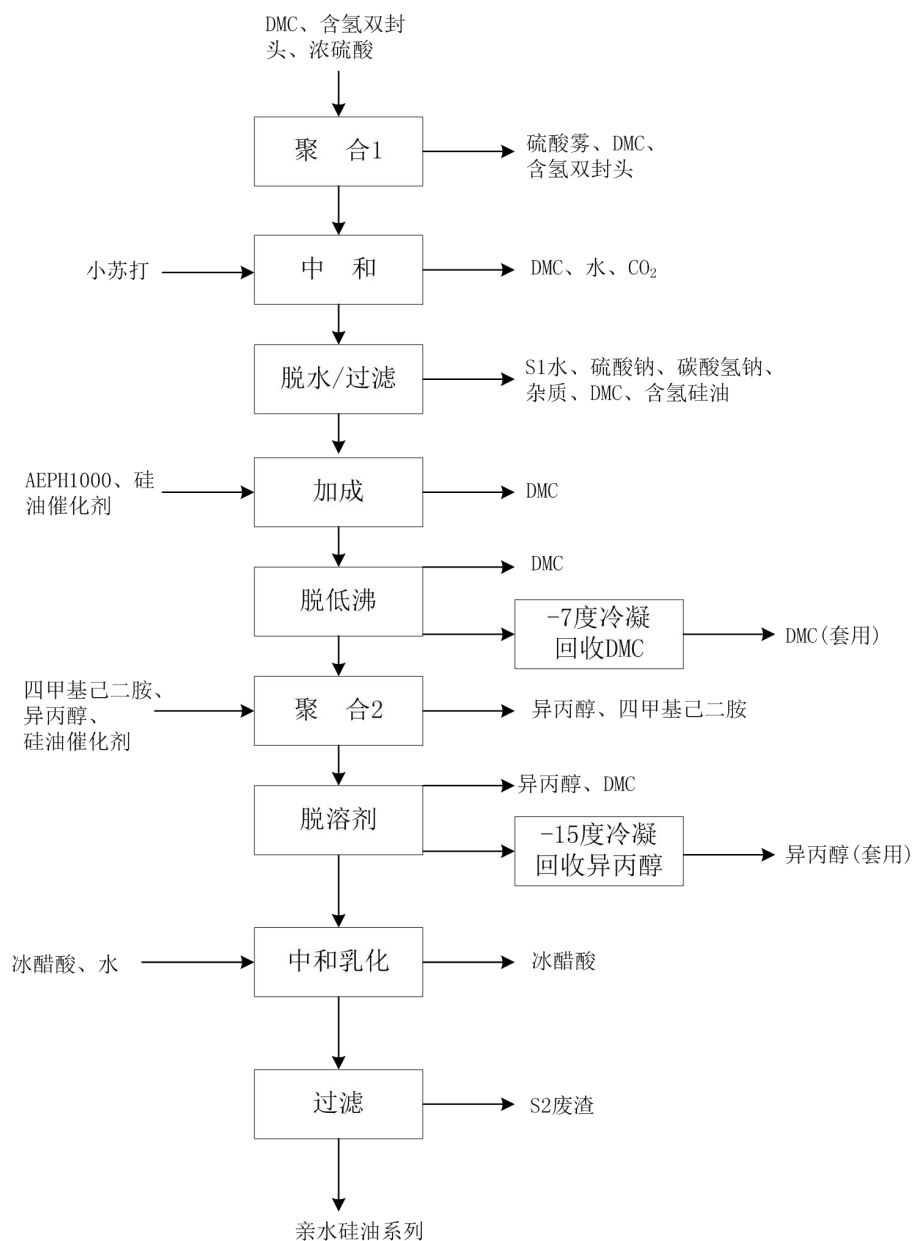 DMC、含氢双封
头、浓硫酸
聚 合1
硫酸雾、DMC、
含氢双封头
小苏打
中 和
DMC、水、CO₂
脱水/过滤
S1水、硫酸钠、碳酸氢钠、
杂质、DMC、含氢硅油
AEPH1000、硅
油催化剂
加成
DMC
脱低沸
DMC
-7度冷凝
回收DMC
DMC(套用)
四甲基己二胺、
异丙醇、
硅油催化剂
聚 合2
异丙醇、四甲基己二胺
脱溶剂
异丙醇、DMC
-15度冷凝
回收异丙醇
异丙醇(套用)
冰醋酸、水
中和乳化
冰醋酸
过滤
S2废渣
亲水硅油系列